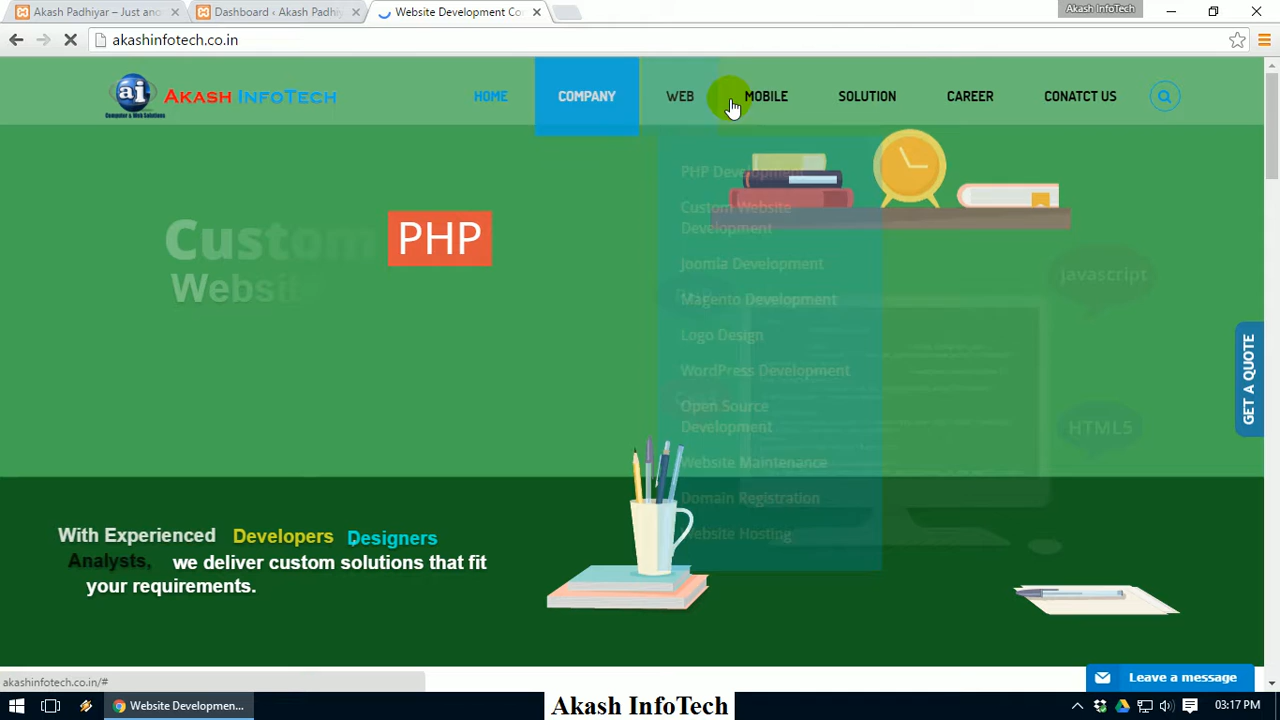 Akash Padhiyar – Just ano
Dashboard ‹ Akash Padhiy
Website Development Co
Akash InfoTech
akashinfotech.co.in
ai
AKASH INFOTECH
Computer & Web Solutions
HOME
COMPANY
WEB
MOBILE
SOLUTION
CAREER
CONATCT US
PHP Development
Custom Website
Development
Joomla Development
Magento Development
Logo Design
WordPress Development
Open Source
Development
Website Maintenance
Domain Registration
Website Hosting
Custom PHP
Website
javascript
HTML5
GET A QUOTE
With Experienced Developers, Designers
Analysts, we deliver custom solutions that fit
your requirements.
akashinfotech.co.in/#
Leave a message
Website Developmen...
Akash InfoTech
03:17 PM